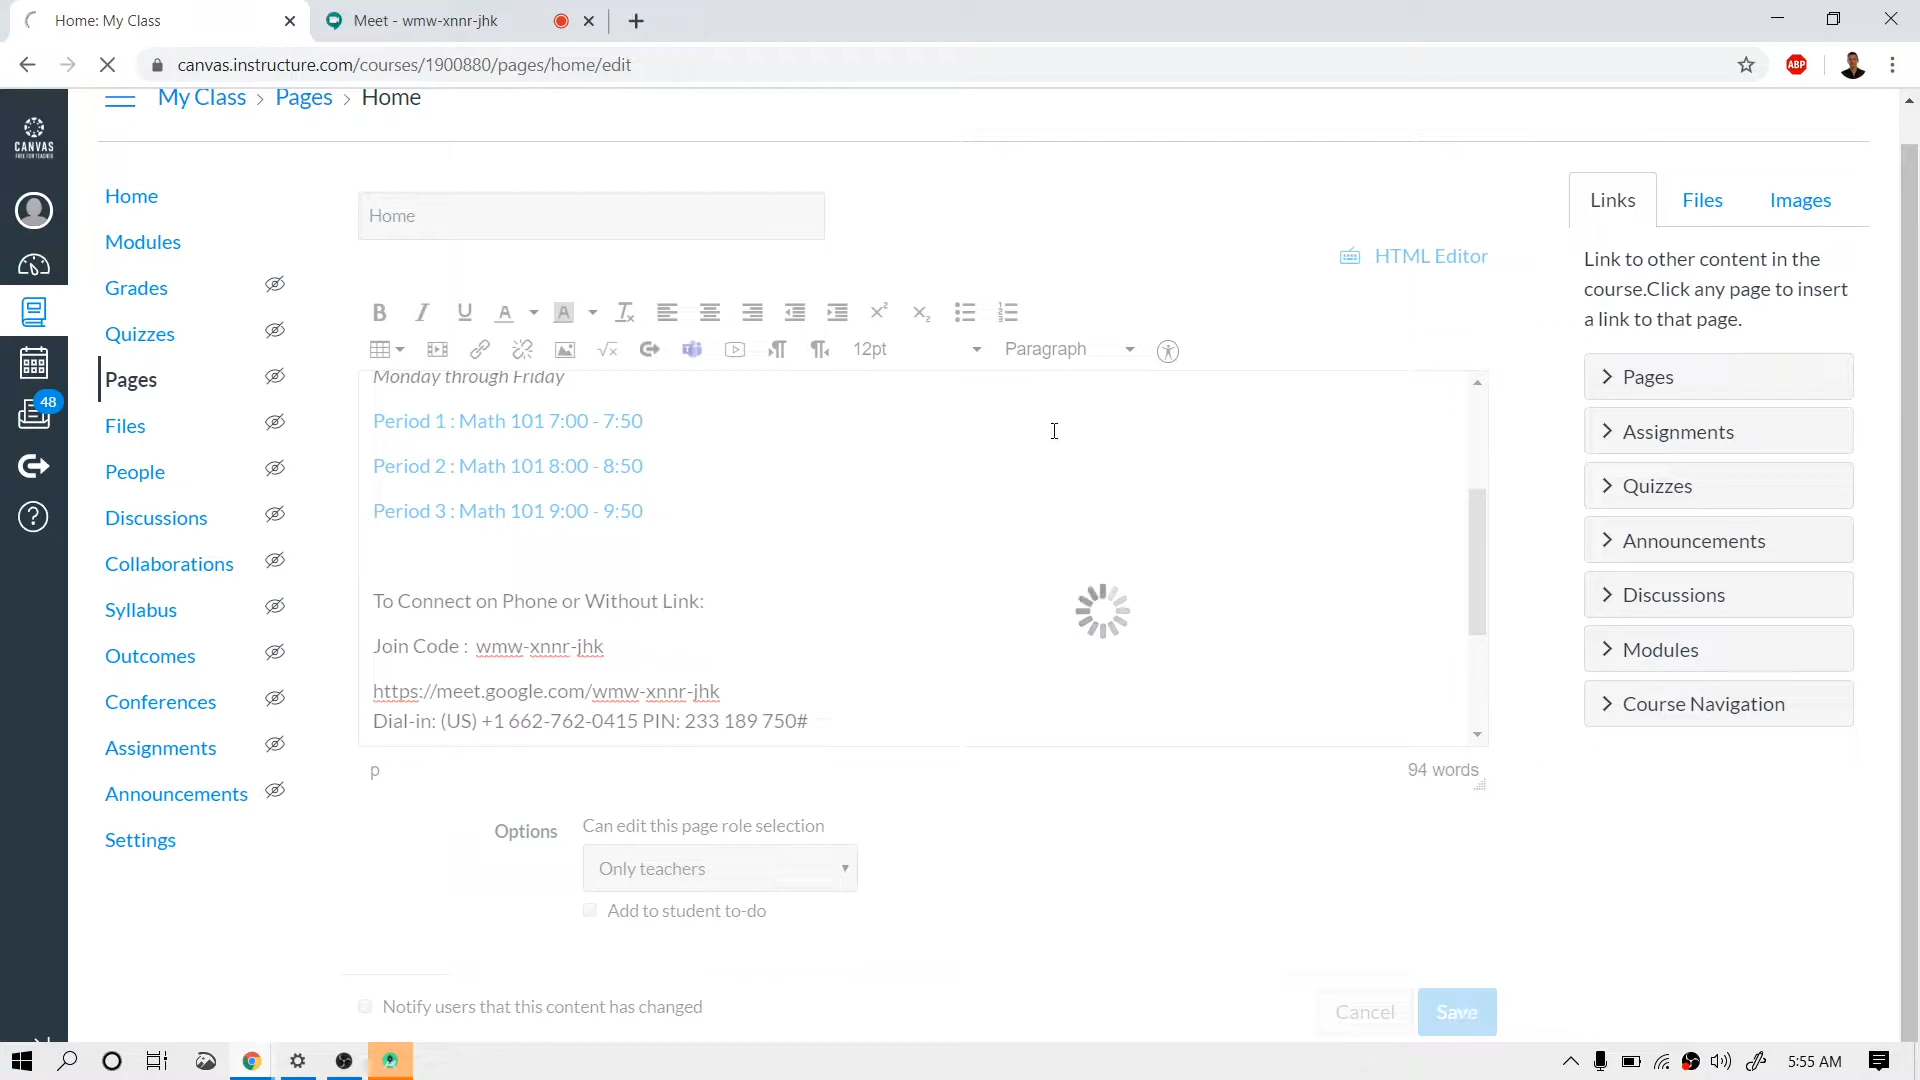 Home: My Class
Meet - wmw-xnnr-jhk
canvas.instructure.com/courses/1900880/pages/home/edit
ABP
My Class > Pages > Home
CANVAS
FREE FOR TEACHER
48
Home
Modules
Grades
Quizzes
Pages
Files
People
Discussions
Collaborations
Syllabus
Outcomes
Conferences
Assignments
Announcements
Settings
Home
HTML Editor
12pt
Paragraph
Monday through Friday
Period 1 : Math 101 7:00 - 7:50
Period 2 : Math 101 8:00 - 8:50
Period 3 : Math 101 9:00 - 9:50
To Connect on Phone or Without Link:
Join Code : wmw-xnnr-jhk
https://meet.google.com/wmw-xnnr-jhk
Dial-in: (US) +1 662-762-0415 PIN: 233 189 750#
p
94 words
Options
Can edit this page role selection
Only teachers
Add to student to-do
Notify users that this content has changed
Cancel
Save
Links
Files
Images
Link to other content in the
course.Click any page to insert
a link to that page.
Pages
Assignments
Quizzes
Announcements
Discussions
Modules
Course Navigation
5:55 AM